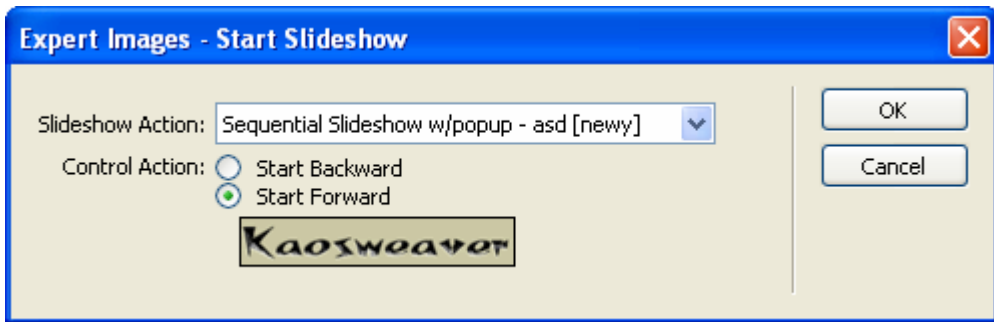 Expert Images - Start Slideshow
Slideshow Action: Sequential Slideshow w/popup - asd [newy]
OK
Control Action: Start Backward
Cancel
Start Forward
Kaosweaver